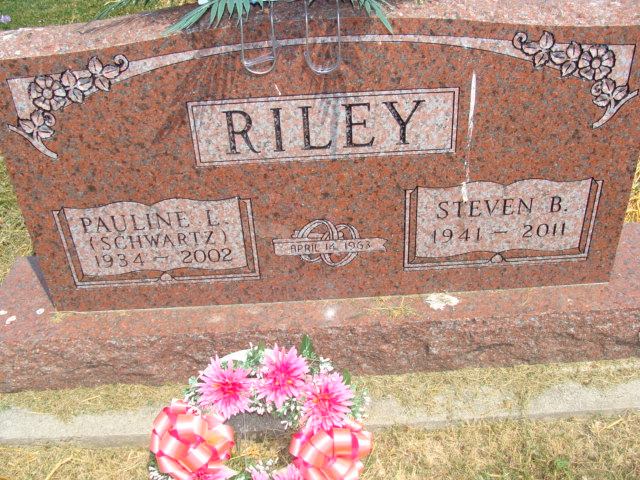 RILEY
PAULINE L.
(SCHWARTZ)
1934 - 2002
APRIL 14, 1963
STEVEN B.
1941 - 2011